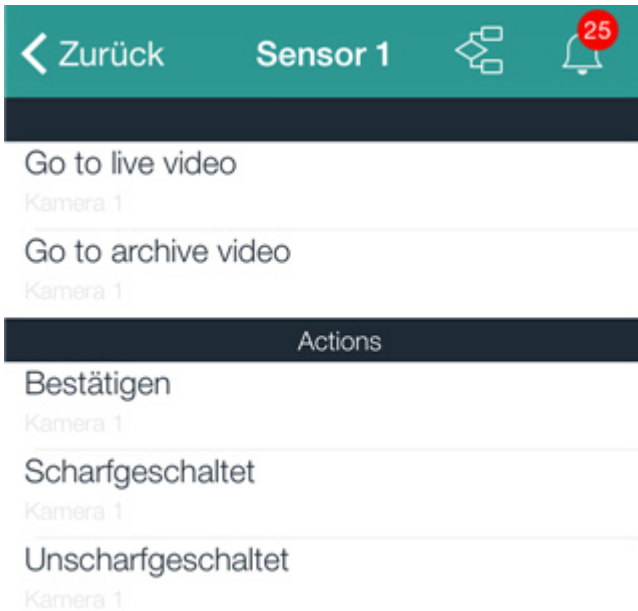 Zurück Sensor 1 25
Go to live video
Kamera 1
Go to archive video
Kamera 1
Actions
Bestätigen
Kamera 1
Scharfgeschaltet
Kamera 1
Unscharfgeschaltet
Kamera 1